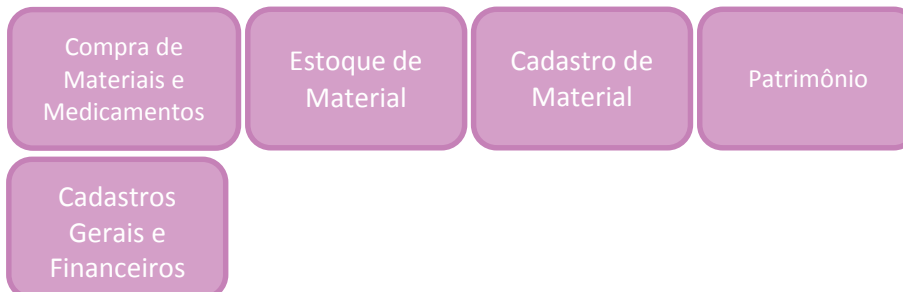 Compra de
Materiais e
Medicamentos
Estoque de
Material
Cadastro de
Material
Patrimônio
Cadastros
Gerais e
Financeiros